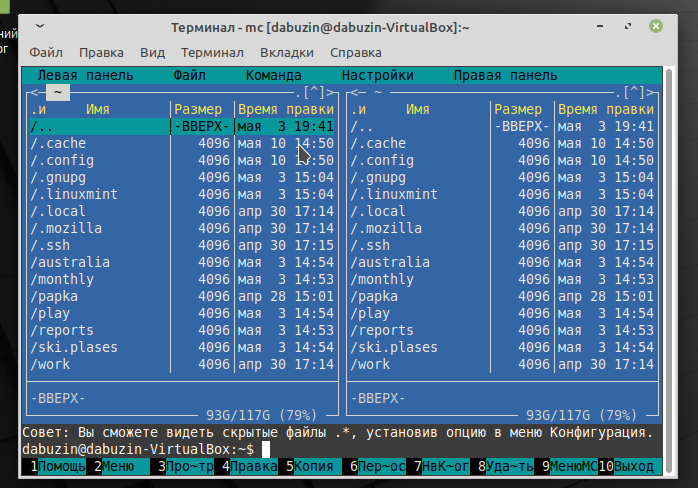 ний
ог
Терминал - mc [dabuzin@dabuzin-VirtualBox]:~
Файл Правка Вид Терминал Вкладки Справка
Левая панель Файл Команда Настройки Правая панель
<─ ~ ─.[^]> <─ ~ ─.[^]>
.и Имя Размер Время правки .и Имя Размер Время правки
/.. -ВВЕРХ- мая 3 19:41 /.. -ВВЕРХ- мая 3 19:41
/.cache 4096 мая 10 14:50 /.cache 4096 мая 10 14:50
/.config 4096 мая 10 14:50 /.config 4096 мая 10 14:50
/.gnupg 4096 мая 3 15:04 /.gnupg 4096 мая 3 15:04
/.linuxmint 4096 мая 3 15:04 /.linuxmint 4096 мая 3 15:04
/.local 4096 апр 30 17:14 /.local 4096 апр 30 17:14
/.mozilla 4096 апр 30 17:14 /.mozilla 4096 апр 30 17:14
/.ssh 4096 апр 30 17:15 /.ssh 4096 апр 30 17:15
/australia 4096 мая 3 14:54 /australia 4096 мая 3 14:54
/monthly 4096 мая 3 14:53 /monthly 4096 мая 3 14:53
/papka 4096 апр 28 15:01 /papka 4096 апр 28 15:01
/play 4096 мая 3 14:54 /play 4096 мая 3 14:54
/reports 4096 мая 3 14:53 /reports 4096 мая 3 14:53
/ski.plases 4096 мая 3 14:54 /ski.plases 4096 мая 3 14:54
/work 4096 апр 30 17:14 /work 4096 апр 30 17:14
-ВВЕРХ- -ВВЕРХ-
93G/117G (79%) 93G/117G (79%)
Совет: Вы сможете видеть скрытые файлы .*, установив опцию в меню Конфигурация.
dabuzin@dabuzin-VirtualBox:~$
1Помощь 2Меню 3Про~тр 4Правка 5Копия 6Пер~ос 7НвК~ог 8Уда~ть 9МенюМС 10Выход